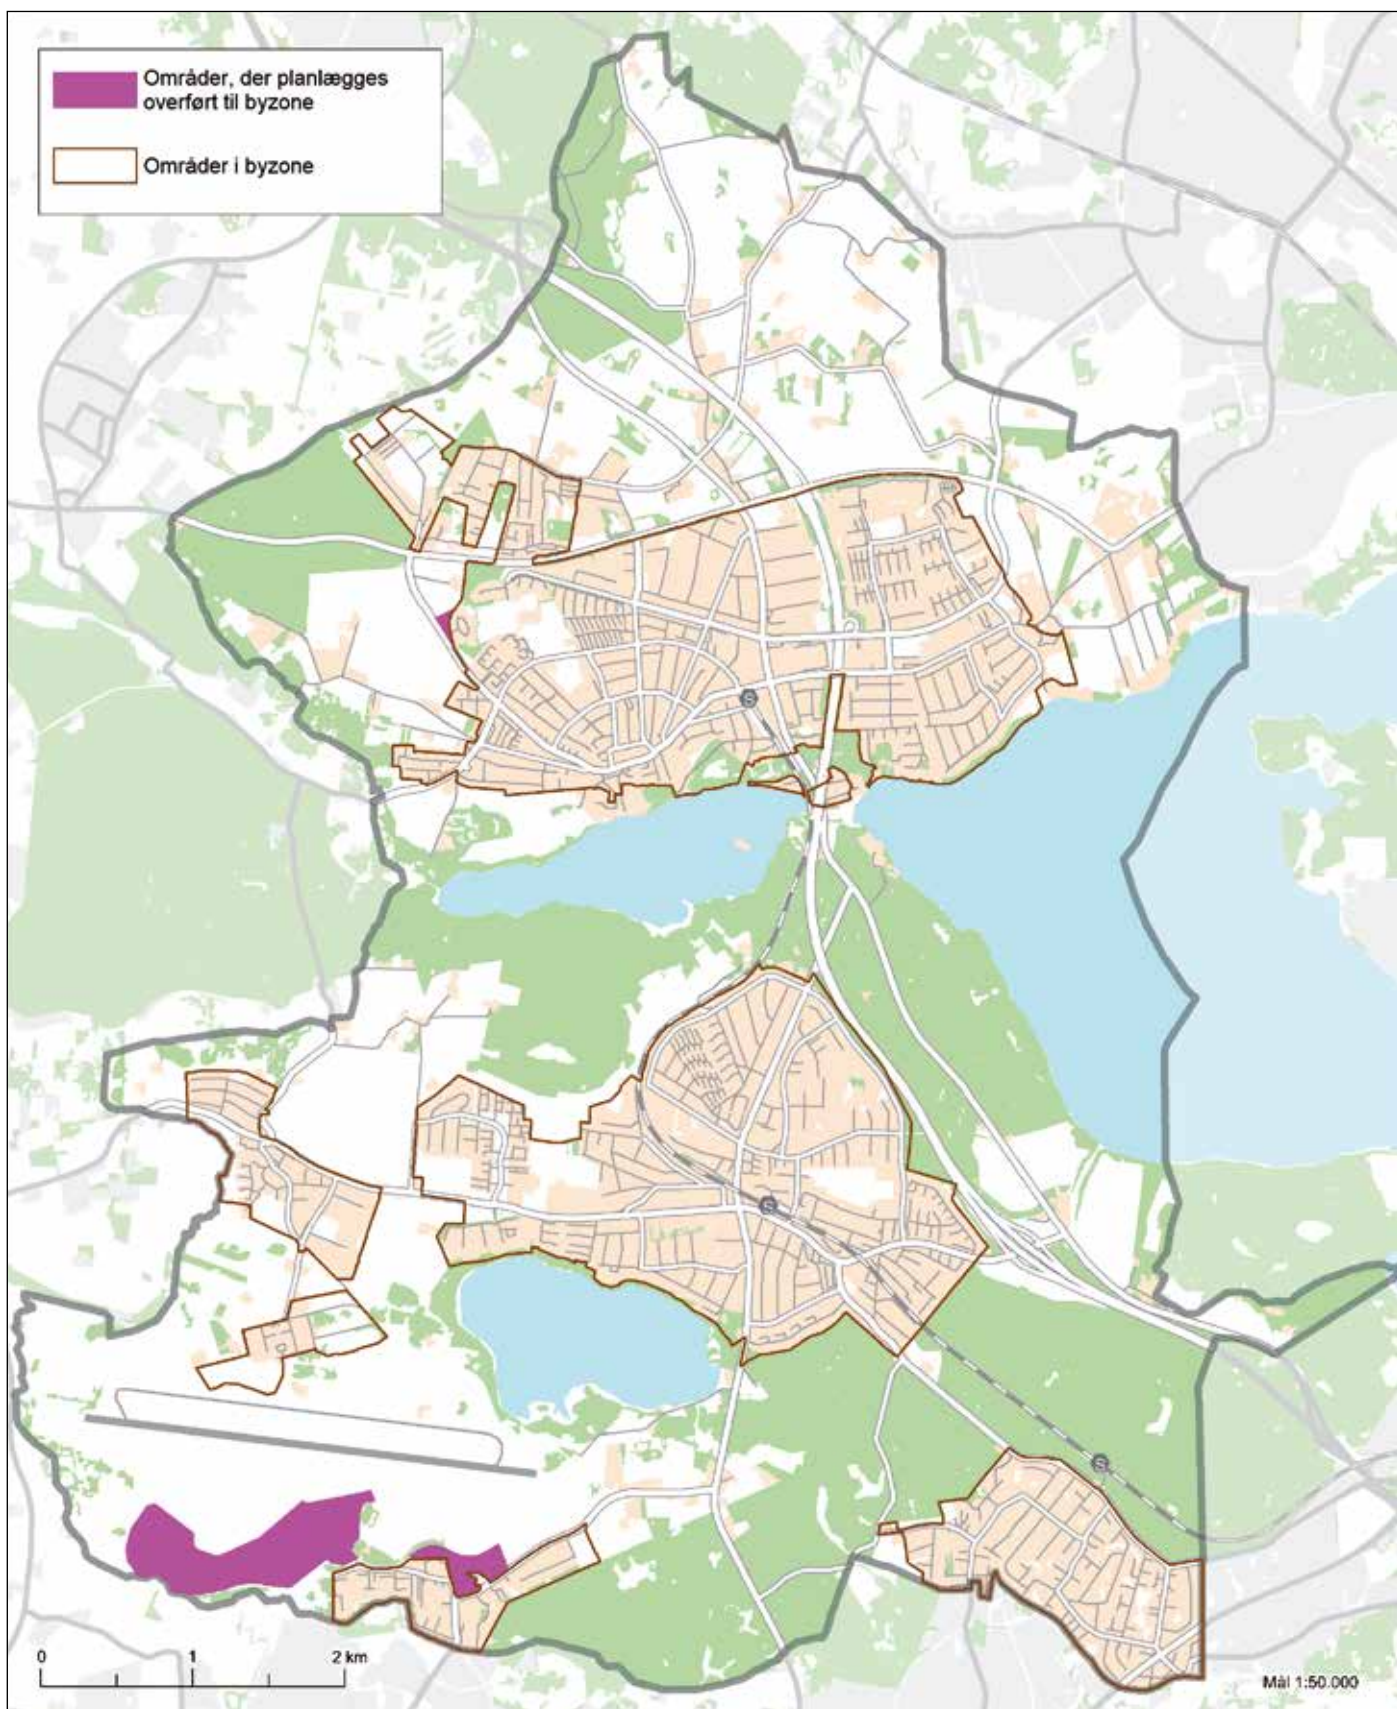 Områder, der planlægges
overført til byzone
Områder i byzone
S
S
S
0 1 2 km
Mål 1:50.000